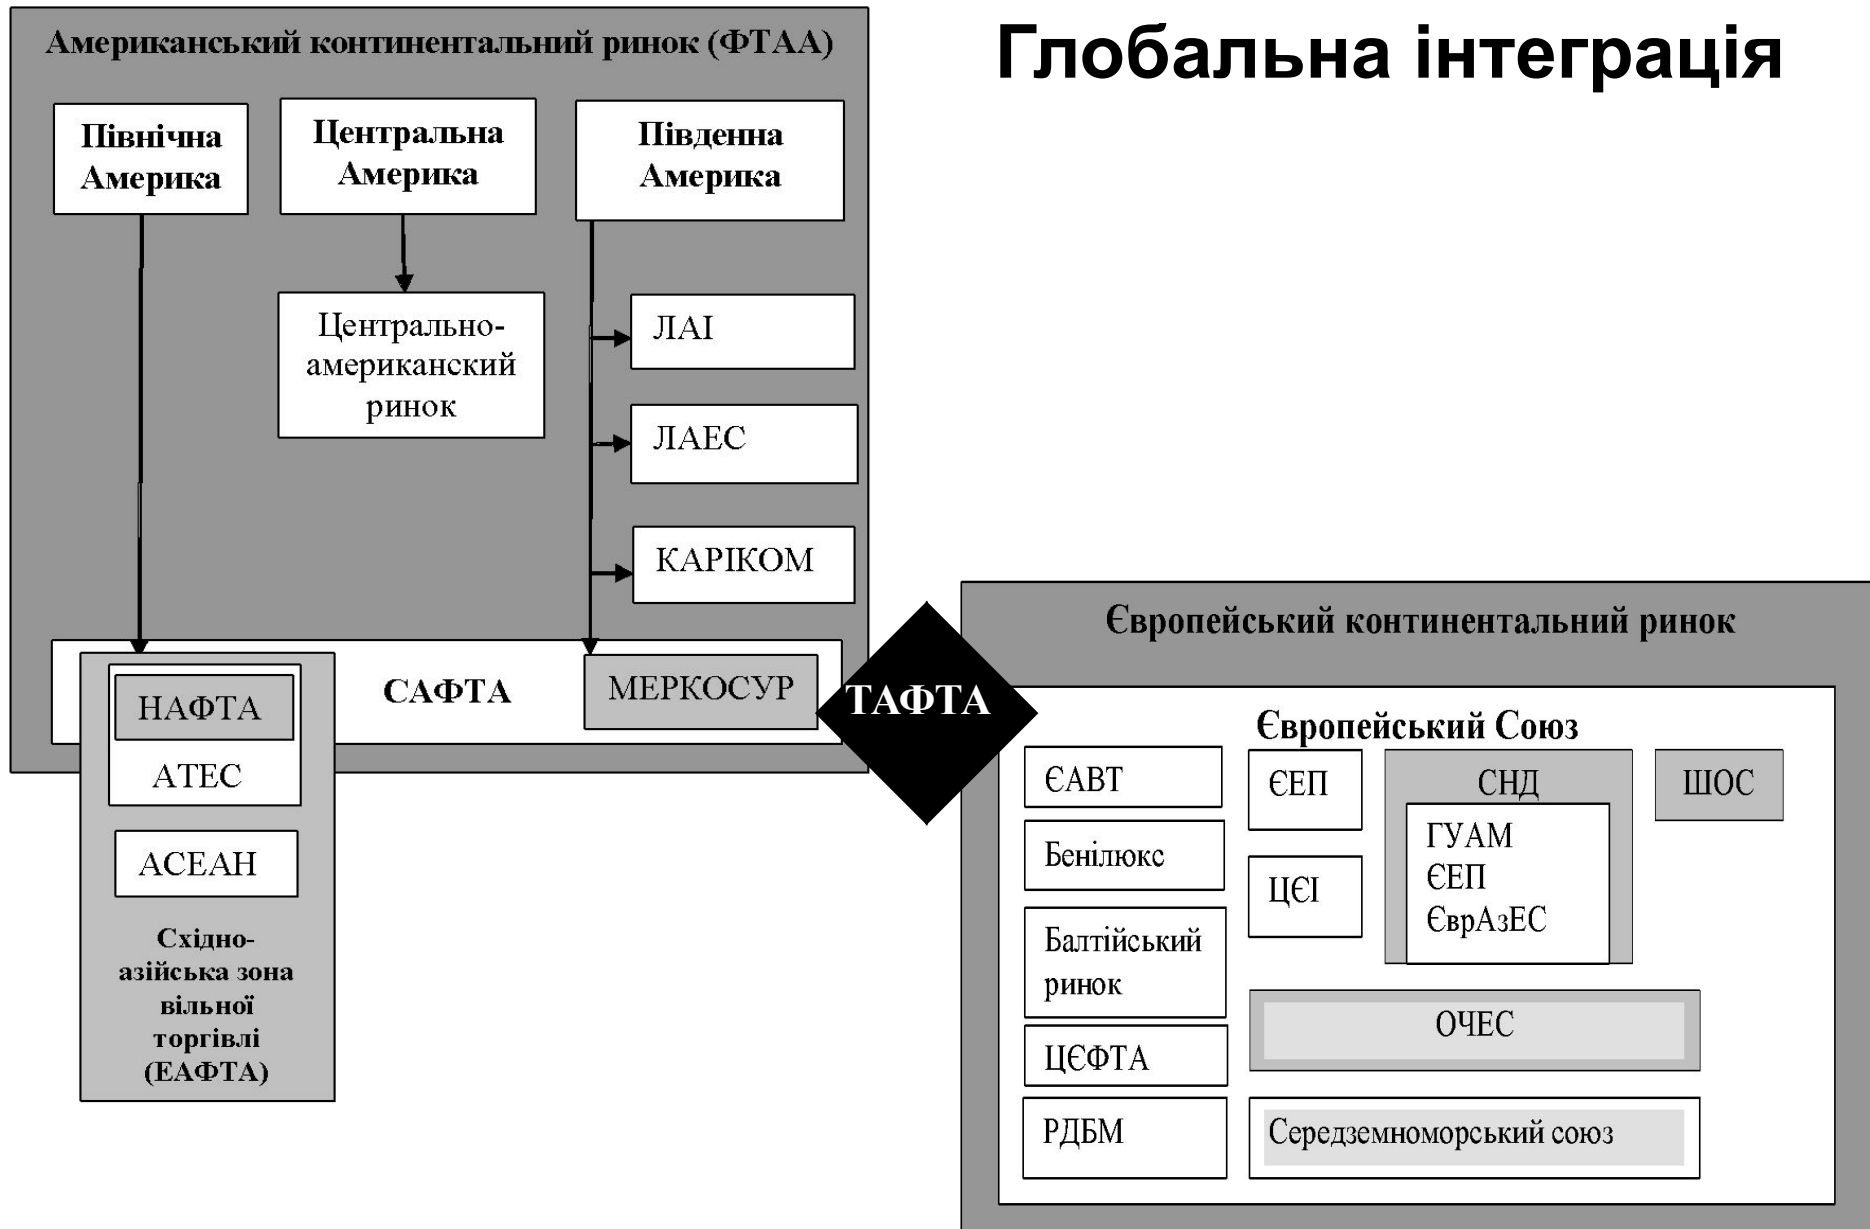 Глобальна інтеграція
Американський континентальний ринок (ФТАА)
Північна
Америка
Центральна
Америка
Південна
Америка
Центрально-
американский
ринок
ЛАІ
ЛАЕС
КАРІКОМ
САФТА
МЕРКОСУР
НАФТА
АТЕС
АСЕАН
Східно-
азійська зона
вільної
торгівлі
(ЕАФТА)
ТАФТА
Європейський континентальний ринок
Європейський Союз
ЄАВТ
Бенілюкс
Балтійський
ринок
ЦЄФТА
РДБМ
ЄЕП
ЦЄІ
СНД
ГУАМ
ЄЕП
ЄврАзЕС
ШОС
ОЧЕС
Середземноморський союз